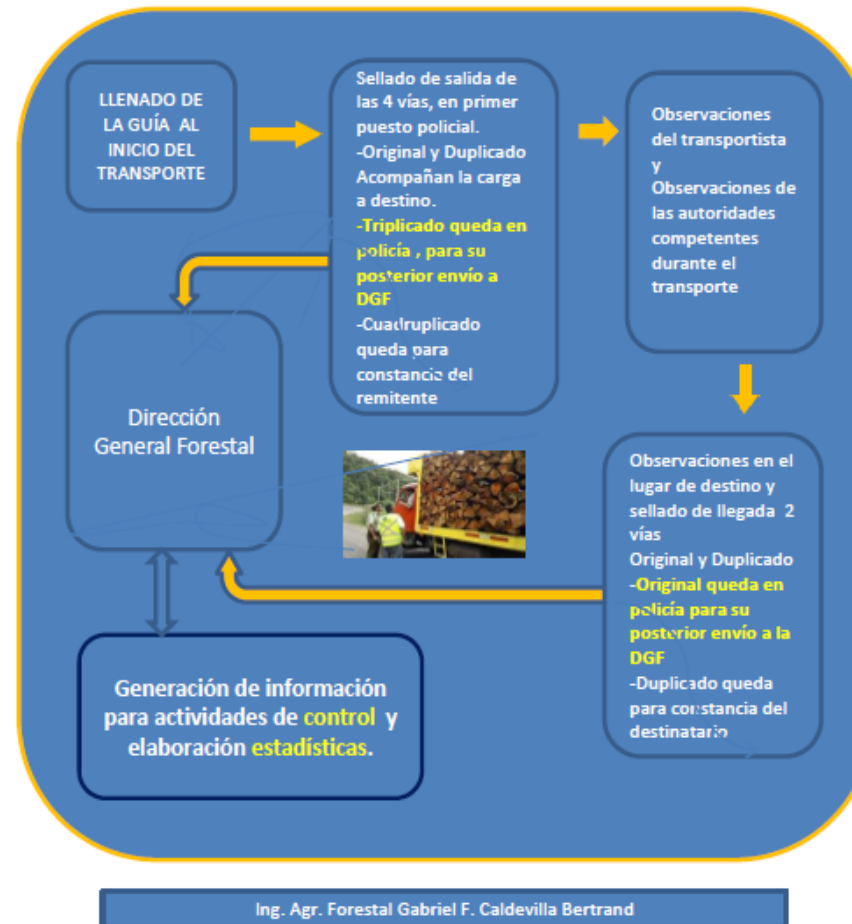 LLENADO DE
LA GUÍA AL
INICIO DEL
TRANSPORTE
Sellado de salida de
las 4 vías, en primer
puesto policial.
-Original y Duplicado
Acompañan la carga
a destino.
-Triplicado queda en
policía , para su
posterior envío a
DGF
-Cuadruplicado
queda para
constancia del
remitente
Observaciones
del transportista
y
Observaciones de
las autoridades
competentes
durante el
transporte
Dirección
General Forestal
Observaciones en el
lugar de destino y
sellado de llegada 2
vías
Original y Duplicado
-Original queda en
policía para su
posterior envío a la
DGF
-Duplicado queda
para constancia del
destinatario
Generación de información
para actividades de control y
elaboración estadísticas.
Ing. Agr. Forestal Gabriel F. Caldevilla Bertrand